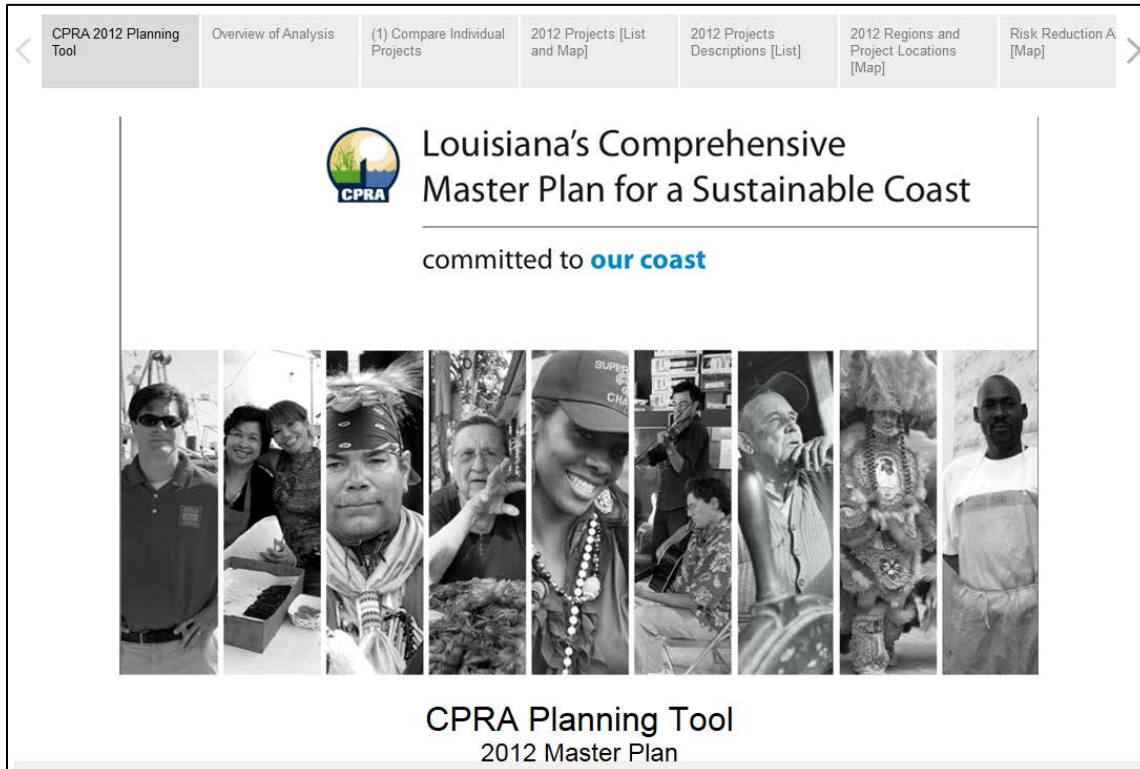 CPRA 2012 Planning
Tool
Overview of Analysis
(1) Compare Individual
Projects
2012 Projects [List
and Map]
2012 Projects
Descriptions [List]
2012 Regions and
Project Locations
[Map]
Risk Reduction A
[Map]
CPRA
Louisiana’s Comprehensive
Master Plan for a Sustainable Coast
committed to our coast
SUPER
CHA
CPRA Planning Tool
2012 Master Plan